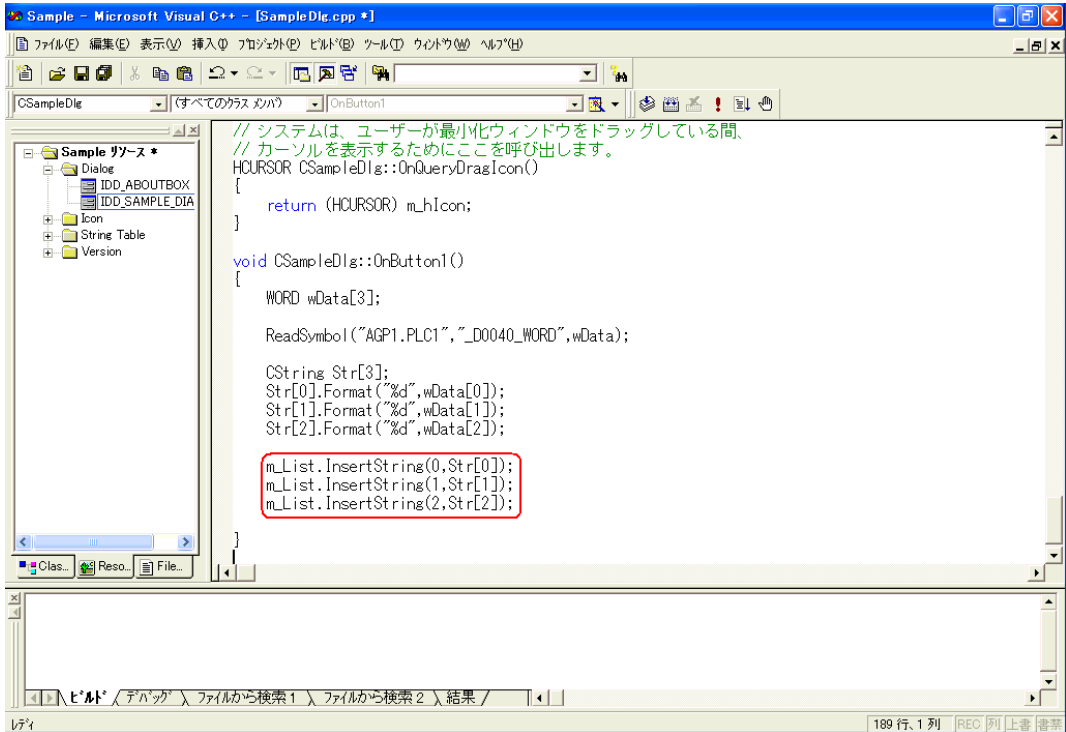 Sample - Microsoft Visual C++ - [SampleDlg.cpp *]
ファイル(F) 編集(E) 表示(V) 挿入(I) プロジェクト(P) ビルド(B) ツール(T) ウィンドウ(W) ヘルプ(H)
CSampleDlg (すべてのクラス メンバ) OnButton1
Sample リソース *
Dialog
IDD_ABOUTBOX
IDD_SAMPLE_DIA
Icon
String Table
Version
Clas... Reso... File...
// システムは、ユーザーが最小化ウィンドウをドラッグしている間、
// カーソルを表示するためにここを呼び出します。
HCURSOR CSampleDlg::OnQueryDragIcon()
{
return (HCURSOR) m_hIcon;
}
void CSampleDlg::OnButton1()
{
WORD wData[3];
ReadSymbol("AGP1.PLC1","_D0040_WORD",wData);
CString Str[3];
Str[0].Format("%d",wData[0]);
Str[1].Format("%d",wData[1]);
Str[2].Format("%d",wData[2]);
m_List.InsertString(0,Str[0]);
m_List.InsertString(1,Str[1]);
m_List.InsertString(2,Str[2]);
}
ビルド デバッグ ファイルから検索 1 ファイルから検索 2 結果
レディ 189 行、1 列 REC 列 上書 書禁